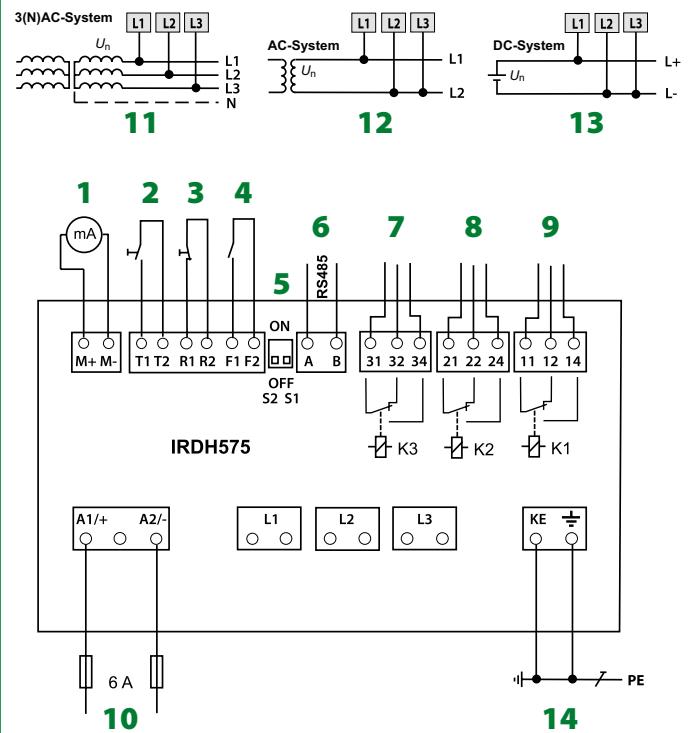 3(N)AC-System L1 L2 L3
Un
L1
L2
L3
N
11
AC-System L1 L2 L3
Un
L1
L2
12
DC-System L1 L2 L3
Un
L+
L-
13
1 2 3 4 5 6 7 8 9
mA
RS485
ON
M+ M- T1 T2 R1 R2 F1 F2 A B 31 32 34 21 22 24 11 12 14
OFF
S2 S1
IRDH575 K3 K2 K1
A1/+ A2/- L1 L2 L3 KE
6 A PE
10 14